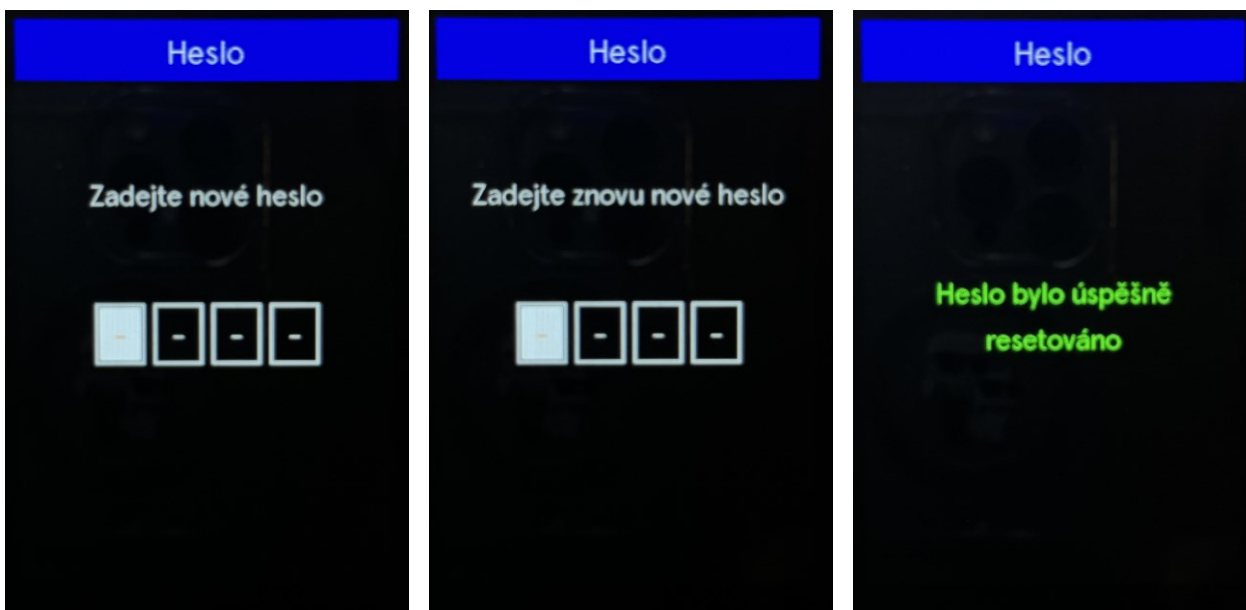 Heslo
Zadejte nové heslo
- - - -
Heslo
Zadejte znovu nové heslo
- - - -
Heslo
Heslo bylo úspěšně
resetováno